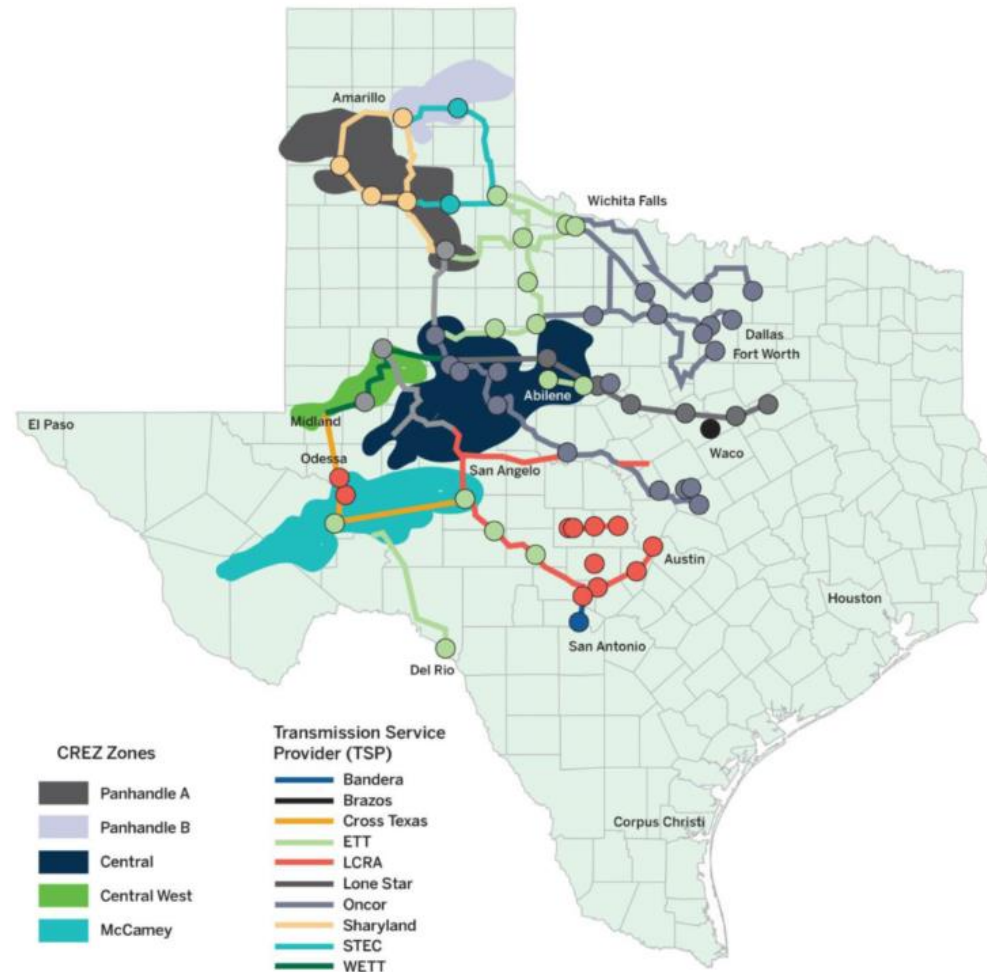 Amarillo
Wichita Falls
Dallas
Fort Worth
Abilene
El Paso
Midland
Odessa
San Angelo
Waco
Austin
Houston
San Antonio
Del Rio
Corpus Christi
CREZ Zones
Panhandle A
Panhandle B
Central
Central West
McCamey
Transmission Service
Provider (TSP)
Bandera
Brazos
Cross Texas
ETT
LCRA
Lone Star
Oncor
Sharyland
STEC
WETT